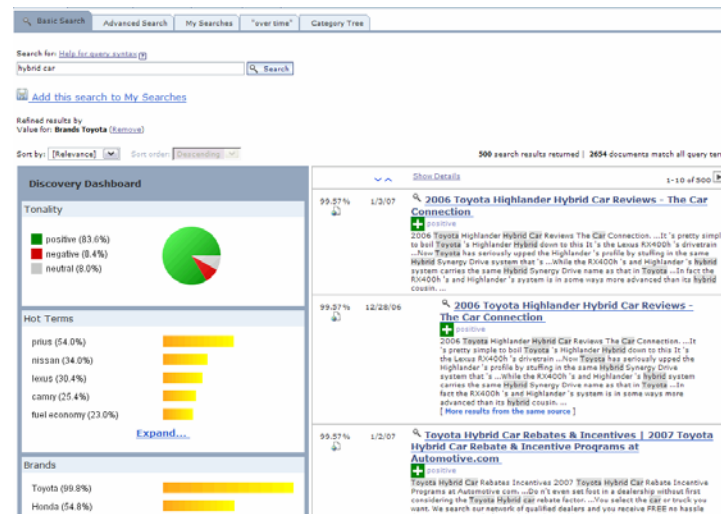 Basic Search
Advanced Search
My Searches
"over time"
Category Tree
Search for: Help for query syntax [?]
hybrid car
Search
Add this search to My Searches
Refined results by
Value for: Brands Toyota (Remove)
Sort by: [Relevance] Sort order: Descending
500 search results returned | 2654 documents match all query ter
Discovery Dashboard
Tonality
positive (83.6%)
negative (8.4%)
neutral (8.0%)
Hot Terms
prius (54.0%)
nissan (34.0%)
lexus (30.4%)
camry (25.4%)
fuel economy (23.0%)
Expand...
Brands
Toyota (99.8%)
Honda (54.8%)
Show Details
1-10 of 500
99.57% 1/3/07 2006 Toyota Highlander Hybrid Car Reviews - The Car
Connection
positive
2006 Toyota Highlander Hybrid Car Reviews The Car Connection. ...It 's pretty simpl
to boil Toyota 's Highlander Hybrid down to this It 's the Lexus RX400h 's drivetrain
...Now Toyota has seriously upped the Highlander 's profile by stuffing in the same
Hybrid Synergy Drive system that 's ...While the RX400h 's and Highlander 's hybrid
system carries the same Hybrid Synergy Drive name as that in Toyota ...In fact the
RX400h 's and Highlander 's system is in some ways more advanced than its hybrid
cousin. ...
99.57% 12/28/06 2006 Toyota Highlander Hybrid Car Reviews -
The Car Connection
positive
2006 Toyota Highlander Hybrid Car Reviews The Car Connection. ...It
's pretty simple to boil Toyota 's Highlander Hybrid down to this It 's
the Lexus RX400h 's drivetrain ...Now Toyota has seriously upped the
Highlander 's profile by stuffing in the same Hybrid Synergy Drive
system that 's ...While the RX400h 's and Highlander 's hybrid system
carries the same Hybrid Synergy Drive name as that in Toyota ...In
fact the RX400h 's and Highlander 's system is in some ways more
advanced than its hybrid cousin. ...
[ More results from the same source ]
99.57% 1/2/07 Toyota Hybrid Car Rebates & Incentives | 2007 Toyota
Hybrid Car Rebate & Incentive Programs at
Automotive.com
positive
Toyota Hybrid Car Rebates Incentives 2007 Toyota Hybrid Car Rebate Incentive
Programs at Automotive com. ...Do n't even set foot in a dealership without first
considering the Toyota Hybrid car rebate factor. ...You select the car or truck you
want. We search our network of qualified dealers and you receive FREE no hassle